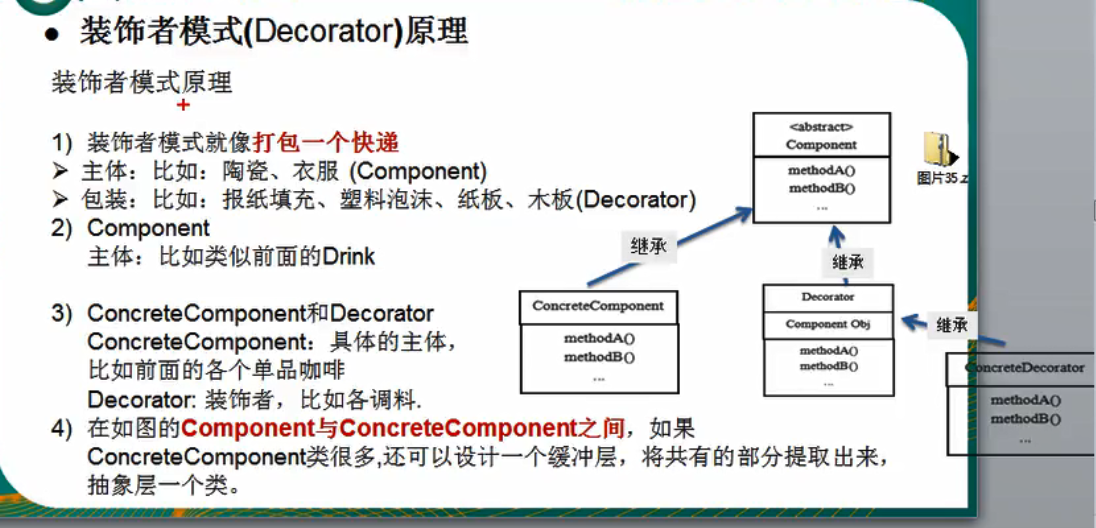 ● 装饰者模式(Decorator)原理
装饰者模式原理
1) 装饰者模式就像打包一个快递
➢ 主体：比如：陶瓷、衣服 (Component)
➢ 包装：比如：报纸填充、塑料泡沫、纸板、木板(Decorator)
2) Component
主体：比如类似前面的Drink
3) ConcreteComponent和Decorator
ConcreteComponent：具体的主体，
比如前面的各个单品咖啡
Decorator: 装饰者，比如各调料.
4) 在如图的Component与ConcreteComponent之间，如果
ConcreteComponent类很多,还可以设计一个缓冲层，将共有的部分提取出来，
抽象层一个类。
<abstract>
Component
methodA()
methodB()
...
图片35.z
继承
继承
继承
ConcreteComponent
methodA()
methodB()
...
Decorator
Component Obj
methodA()
methodB()
...
ConcreteDecorator
methodA()
methodB()
...